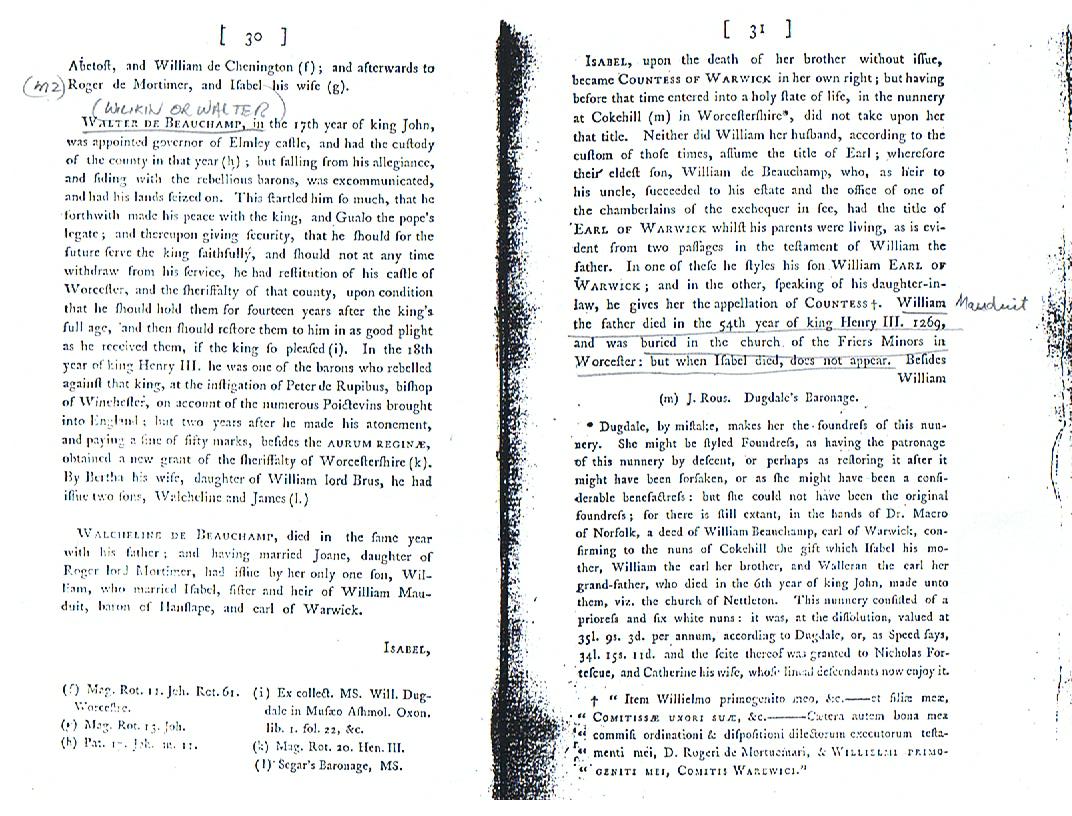 [ 30 ]
Abetoſt, and William de Chenington (f); and afterwards to
(m2) Roger de Mortimer, and Iſabel his wife (g).
(WILIKIN OR WALTER)
WALTER DE BEAUCHAMP, in the 17th year of king John,
was appointed governor of Elmley caſtle, and had the cuſtody
of the county in that year (h); but falling from his allegiance,
and ſiding with the rebellious barons, was excommunicated,
and had his lands ſeized on. This ſtartled him ſo much, that he
forthwith made his peace with the king, and Gualo the pope's
legate; and thereupon giving ſecurity, that he ſhould for the
future ſerve the king faithfully, and ſhould not at any time
withdraw from his ſervice, he had reſtitution of his caſtle of
Worceſter, and the ſheriffalty of that county, upon condition
that he ſhould hold them for fourteen years after the king's
full age, and then ſhould reſtore them to him in as good plight
as he received them, if the king ſo pleaſed (i). In the 18th
year of king Henry III. he was one of the barons who rebelled
againſt that king, at the inſtigation of Peter de Rupibus, biſhop
of Wincheſter, on account of the numerous Poictevins brought
into England: but two years after he made his atonement,
and paying a fine of fifty marks, beſides the AURUM REGINÆ,
obtained a new grant of the ſheriffalty of Worceſterſhire (k).
By Bertha his wife, daughter of William lord Brus, he had
iſſue two ſons, Walcheline and James (l.)
WALCHELINE DE BEAUCHAMP, died in the ſame year
with his father; and having married Joane, daughter of
Roger lord Mortimer, had iſſue by her only one ſon, Wil-
liam, who married Iſabel, ſiſter and heir of William Mau-
duit, baron of Hanſlape, and earl of Warwick.
ISABEL,
(f) Mag. Rot. 11. Joh. Rot. 61.
Worceſtre.
(g) Mag. Rot. 13. Joh.
(h) Pat. 17. Joh. m. 11.
(i) Ex collect. MS. Will. Dug-
dale in Muſæo Aſhmol. Oxon.
lib. 1. fol. 22, &c.
(k) Mag. Rot. 20. Hen. III.
(l) Segar's Baronage, MS.
[ 31 ]
ISABEL, upon the death of her brother without iſſue,
became COUNTESS OF WARWICK in her own right; but having
before that time entered into a holy ſtate of life, in the nunnery
at Cokehill (m) in Worceſterſhire*, did not take upon her
that title. Neither did William her huſband, according to the
cuſtom of thoſe times, aſſume the title of Earl; wherefore
their eldeſt ſon, William de Beauchamp, who, as heir to
his uncle, ſucceeded to his eſtate and the office of one of
the chamberlains of the exchequer in fee, had the title of
EARL OF WARWICK whilſt his parents were living, as is evi-
dent from two paſſages in the teſtament of William the
father. In one of theſe he ſtyles his ſon William EARL OF
WARWICK; and in the other, ſpeaking of his daughter-in-
law, he gives her the appellation of COUNTESS†. William Mauduit
the father died in the 54th year of king Henry III. 1269,
and was buried in the church of the Friers Minors in
Worceſter: but when Iſabel died, does not appear. Beſides
William
(m) J. Rous. Dugdale's Baronage.
* Dugdale, by miſtake, makes her the foundreſs of this nun-
nery. She might be ſtyled Foundreſs, as having the patronage
of this nunnery by deſcent, or perhaps as reſtoring it after it
might have been forſaken, or as ſhe might have been a conſi-
derable benefactreſs: but ſhe could not have been the original
foundreſs; for there is ſtill extant, in the hands of Dr. Macro
of Norfolk, a deed of William Beauchamp, earl of Warwick, con-
firming to the nuns of Cokehill the gift which Iſabel his mo-
ther, William the earl her brother, and Walleran the earl her
grand-father, who died in the 6th year of king John, made unto
them, viz. the church of Nettleton. This nunnery conſiſted of a
prioreſs and ſix white nuns: it was, at the diſſolution, valued at
35l. 9s. 3d. per annum, according to Dugdale, or, as Speed ſays,
34l. 15s. 11d. and the ſcite thereof was granted to Nicholas For-
teſcue, and Catherine his wife, whoſe lineal deſcendants now enjoy it.
† " Item Willielmo primogenito meo, &c.——et filiæ meæ,
" COMITISSÆ UXORI SUÆ, &c.——Cætera autem bona mea
" commiſi ordinationi & diſpoſitioni dilectorum executorum teſta-
" menti mei, D. Rogeri de Mortuomari, & WILLIELMI PRIMO-
" GENITI MEI, COMITIS WAREWICI."